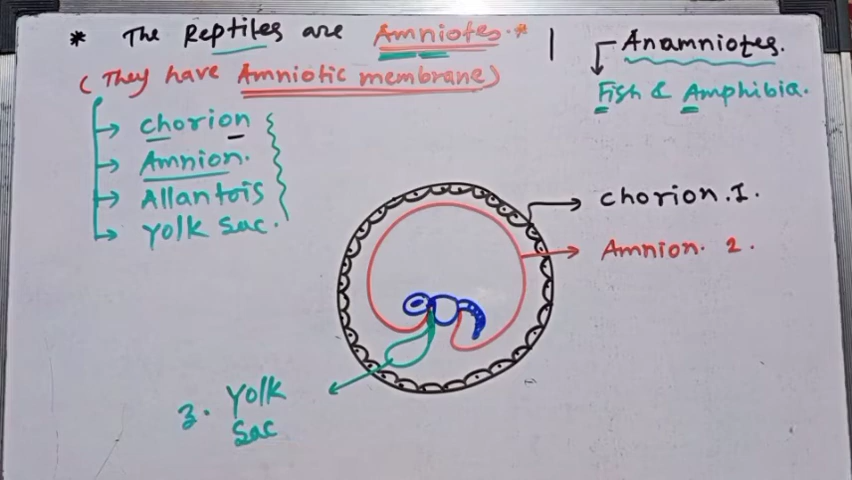 * The Reptiles are Amniotes.*
(They have Amniotic membrane)
→ chorion
→ Amnion.
→ Allantois
→ Yolk Sac.
Anamniotes.
Fish & Amphibia.
chorion. I.
Amnion. 2.
3. Yolk
Sac